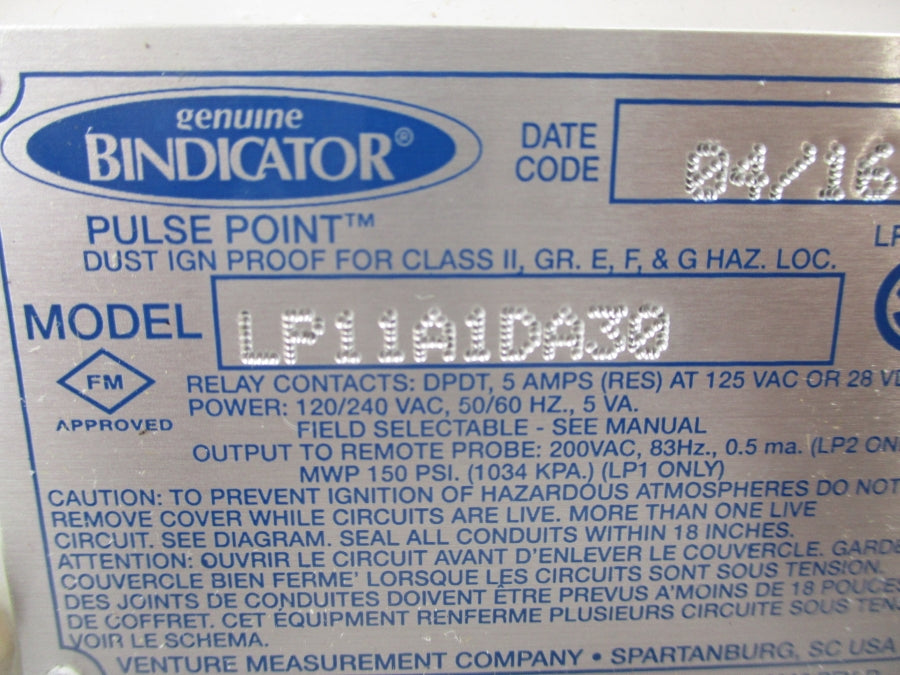 genuine
BINDICATOR®
DATE
CODE
04/16
PULSE POINT™
DUST IGN PROOF FOR CLASS II, GR. E, F, & G HAZ. LOC.
MODEL
LP11A1DA30
FM
APPROVED
RELAY CONTACTS: DPDT, 5 AMPS (RES) AT 125 VAC OR 28 VD
POWER: 120/240 VAC, 50/60 HZ., 5 VA.
FIELD SELECTABLE - SEE MANUAL
OUTPUT TO REMOTE PROBE: 200VAC, 83Hz., 0.5 ma. (LP2 ON
MWP 150 PSI. (1034 KPA.) (LP1 ONLY)
CAUTION: TO PREVENT IGNITION OF HAZARDOUS ATMOSPHERES DO NOT
REMOVE COVER WHILE CIRCUITS ARE LIVE. MORE THAN ONE LIVE
CIRCUIT. SEE DIAGRAM. SEAL ALL CONDUITS WITHIN 18 INCHES.
ATTENTION: OUVRIR LE CIRCUIT AVANT D'ENLEVER LE COUVERCLE. GARDE
COUVERCLE BIEN FERME' LORSQUE LES CIRCUITS SONT SOUS TENSION.
DES JOINTS DE CONDUITES DOIVENT ÊTRE PREVUS A'MOINS DE 18 POUCES
DE COFFRET. CET ÉQUIPMENT RENFERME PLUSIEURS CIRCUITE SOUS TEN
VOIR LE SCHEMA.
VENTURE MEASUREMENT COMPANY • SPARTANBURG, SC USA